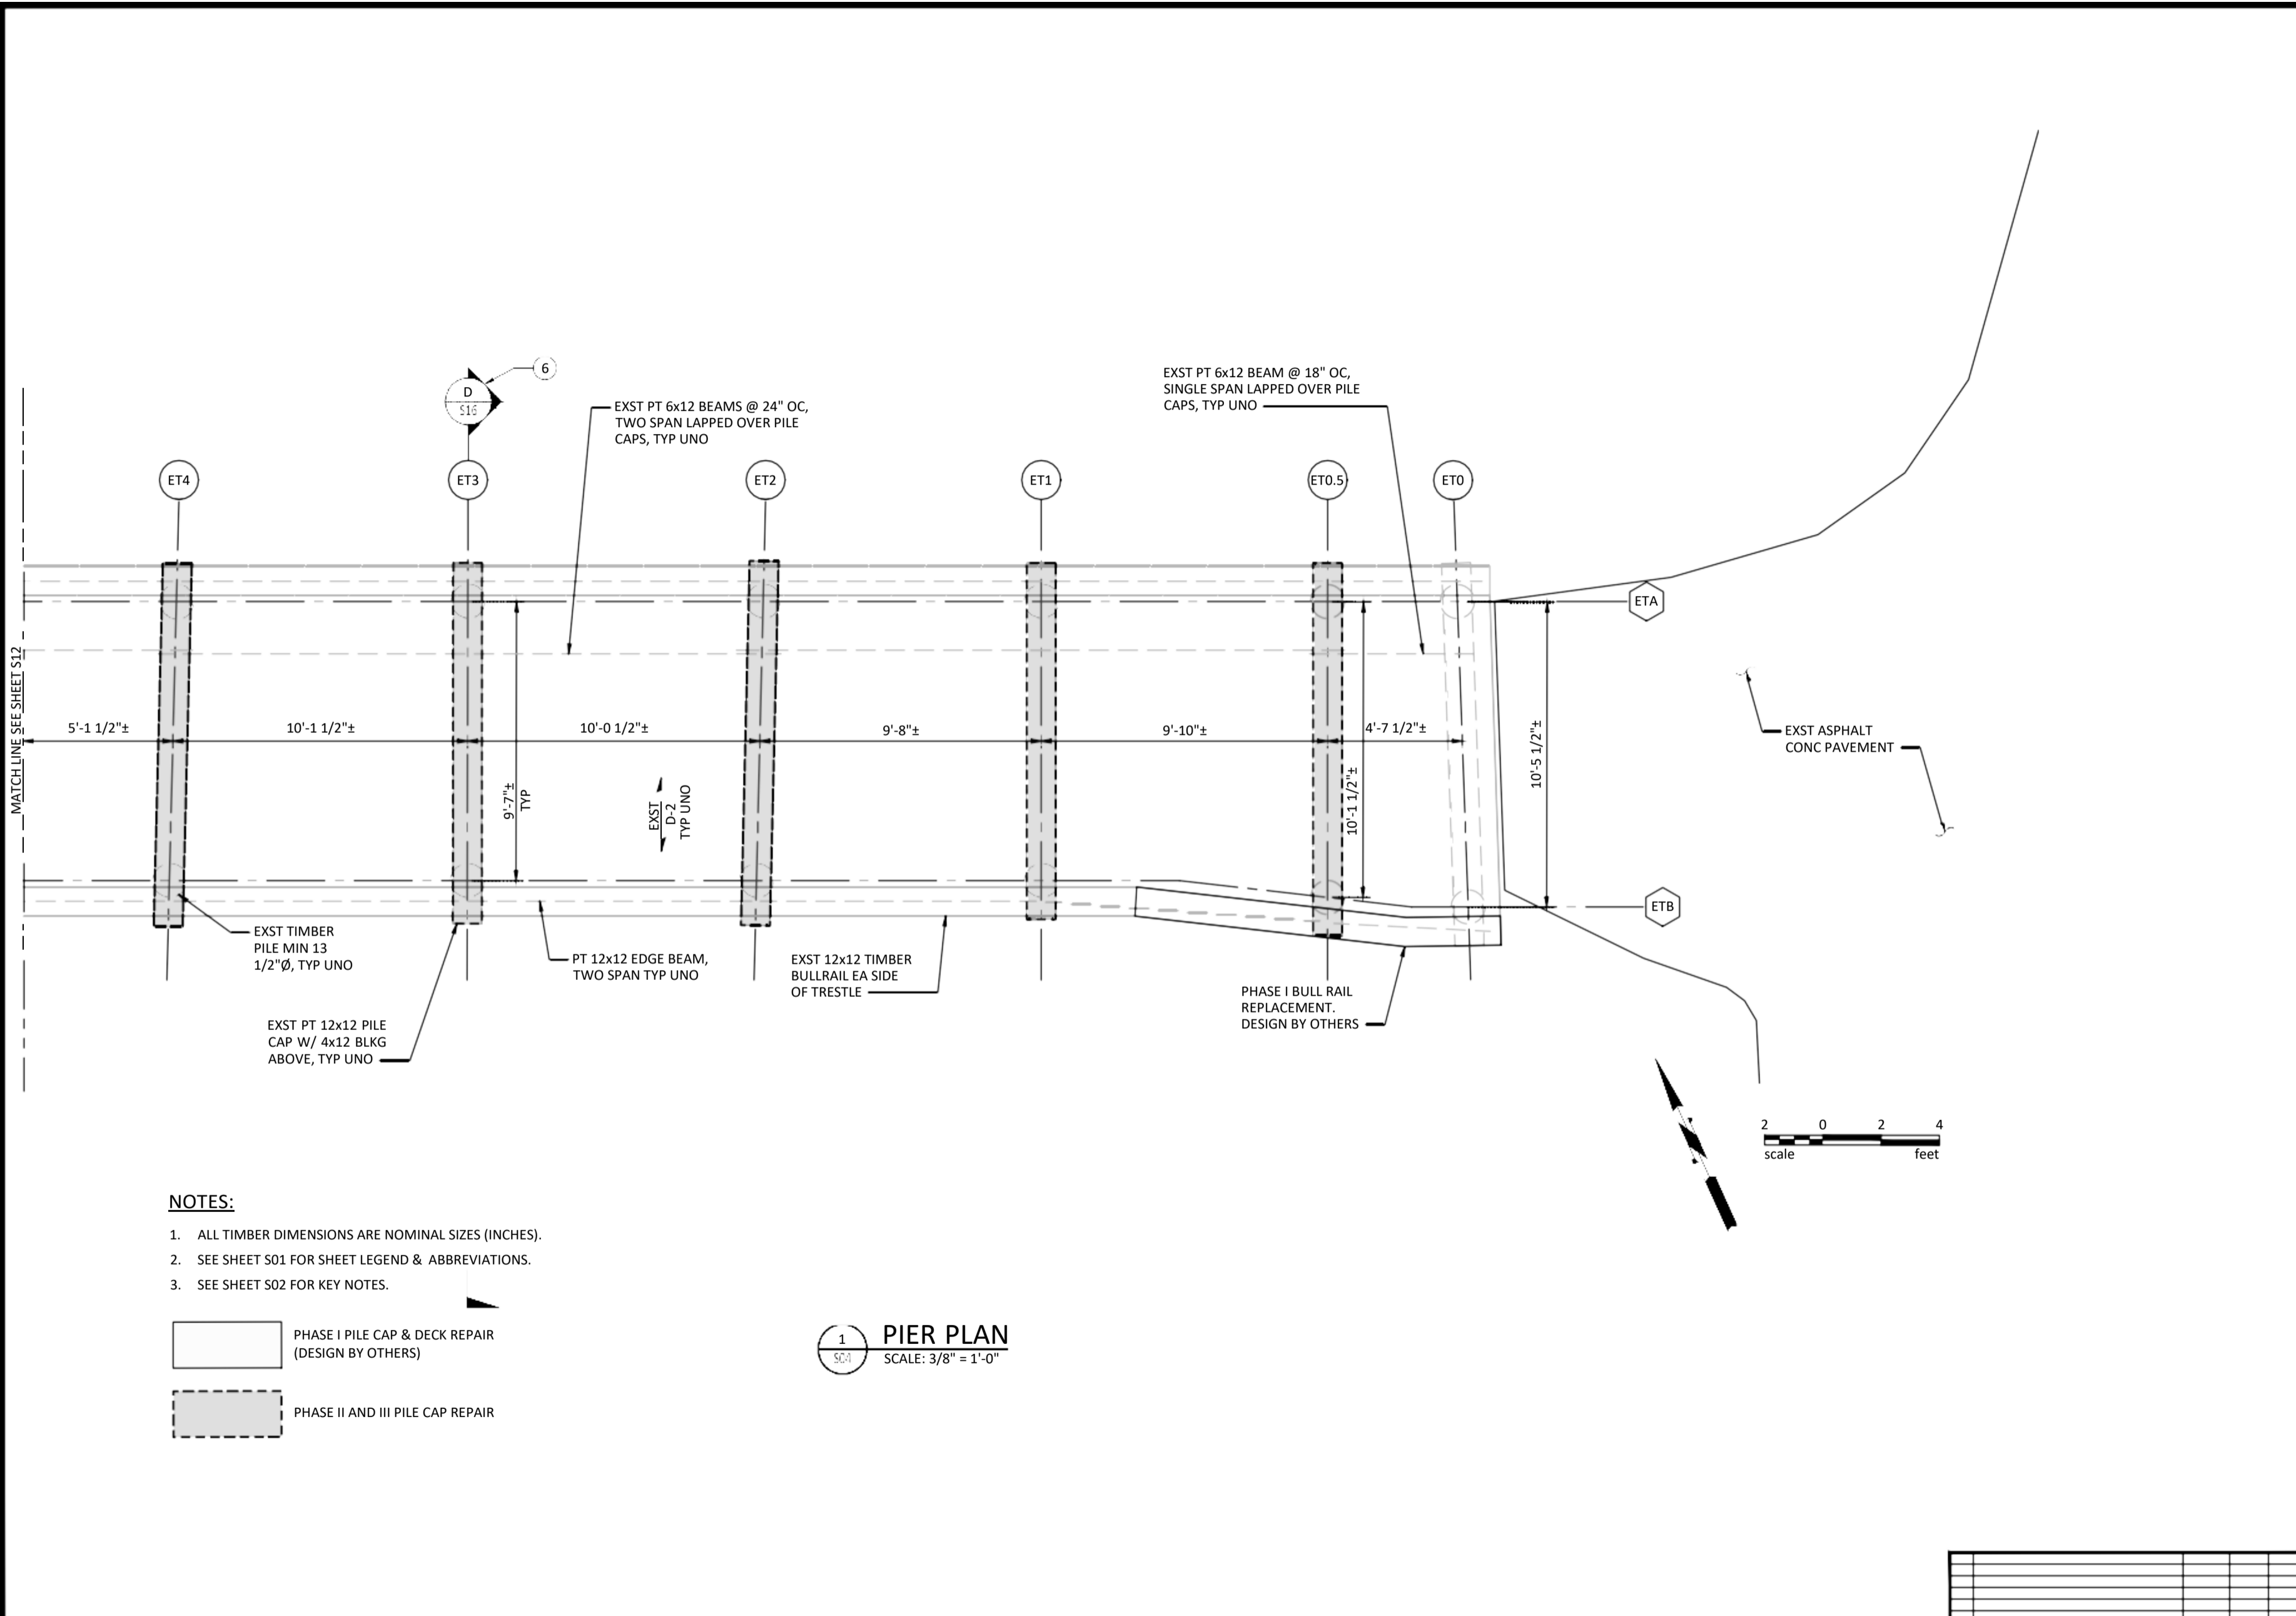 6
D
S16
EXST PT 6x12 BEAMS @ 24" OC,
TWO SPAN LAPPED OVER PILE
CAPS, TYP UNO
EXST PT 6x12 BEAM @ 18" OC,
SINGLE SPAN LAPPED OVER PILE
CAPS, TYP UNO
ET4
ET3
ET2
ET1
ET0.5
ET0
ETA
MATCH LINE SEE SHEET S12
5'-1 1/2"±
10'-1 1/2"±
10'-0 1/2"±
9'-8"±
9'-10"±
4'-7 1/2"±
9'-7"±
TYP
EXST
D-2
TYP UNO
10'-1 1/2"±
10'-5 1/2"±
EXST ASPHALT
CONC PAVEMENT
ETB
EXST TIMBER
PILE MIN 13
1/2"Ø, TYP UNO
PT 12x12 EDGE BEAM,
TWO SPAN TYP UNO
EXST 12x12 TIMBER
BULLRAIL EA SIDE
OF TRESTLE
PHASE I BULL RAIL
REPLACEMENT.
DESIGN BY OTHERS
EXST PT 12x12 PILE
CAP W/ 4x12 BLKG
ABOVE, TYP UNO
2 0 2 4
scale feet
NOTES:
1. ALL TIMBER DIMENSIONS ARE NOMINAL SIZES (INCHES).
2. SEE SHEET S01 FOR SHEET LEGEND & ABBREVIATIONS.
3. SEE SHEET S02 FOR KEY NOTES.
PHASE I PILE CAP & DECK REPAIR
(DESIGN BY OTHERS)
PHASE II AND III PILE CAP REPAIR
1
S04
PIER PLAN
SCALE: 3/8" = 1'-0"